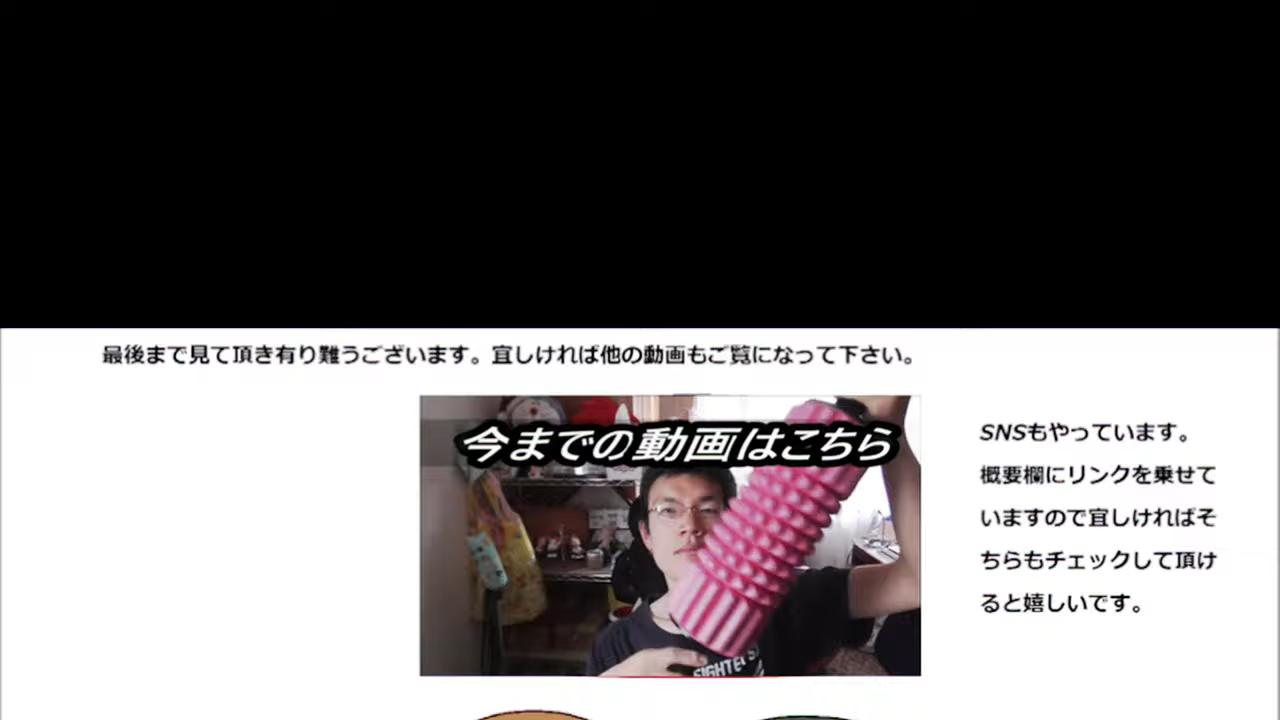 最後まで見て頂き有り難うございます。宜しければ他の動画もご覧になって下さい。
今までの動画はこちら
SNSもやっています。
概要欄にリンクを乗せて
いますので宜しければそ
ちらもチェックして頂け
ると嬉しいです。